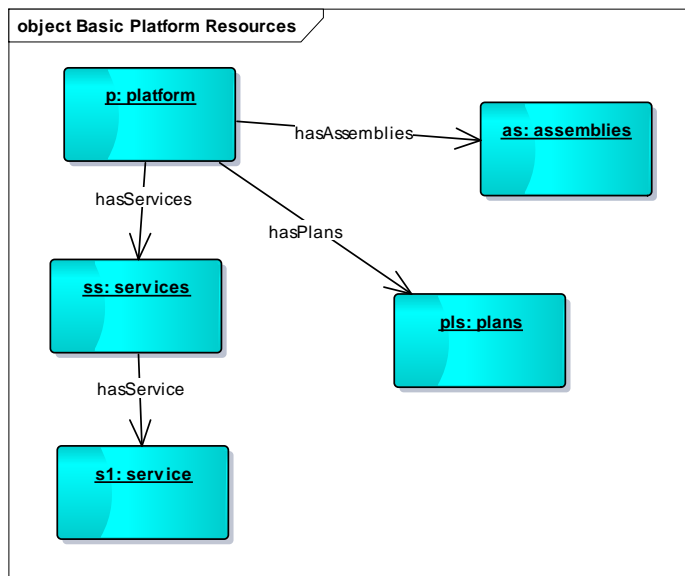 object Basic Platform Resources
p: platform
as: assemblies
hasAssemblies
hasServices
hasPlans
ss: services
pls: plans
hasService
s1: service